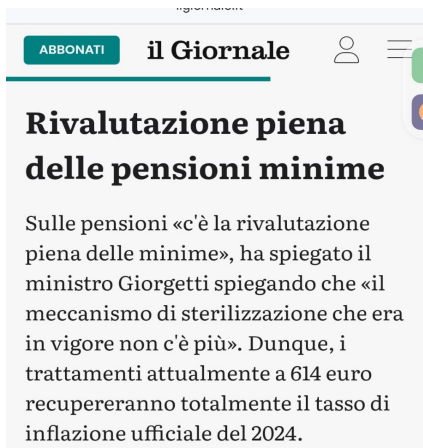 ABBONATI
il Giornale
Rivalutazione piena
delle pensioni minime
Sulle pensioni «c'è la rivalutazione
piena delle minime», ha spiegato il
ministro Giorgetti spiegando che «il
meccanismo di sterilizzazione che era
in vigore non c'è più». Dunque, i
trattamenti attualmente a 614 euro
recupereranno totalmente il tasso di
inflazione ufficiale del 2024.